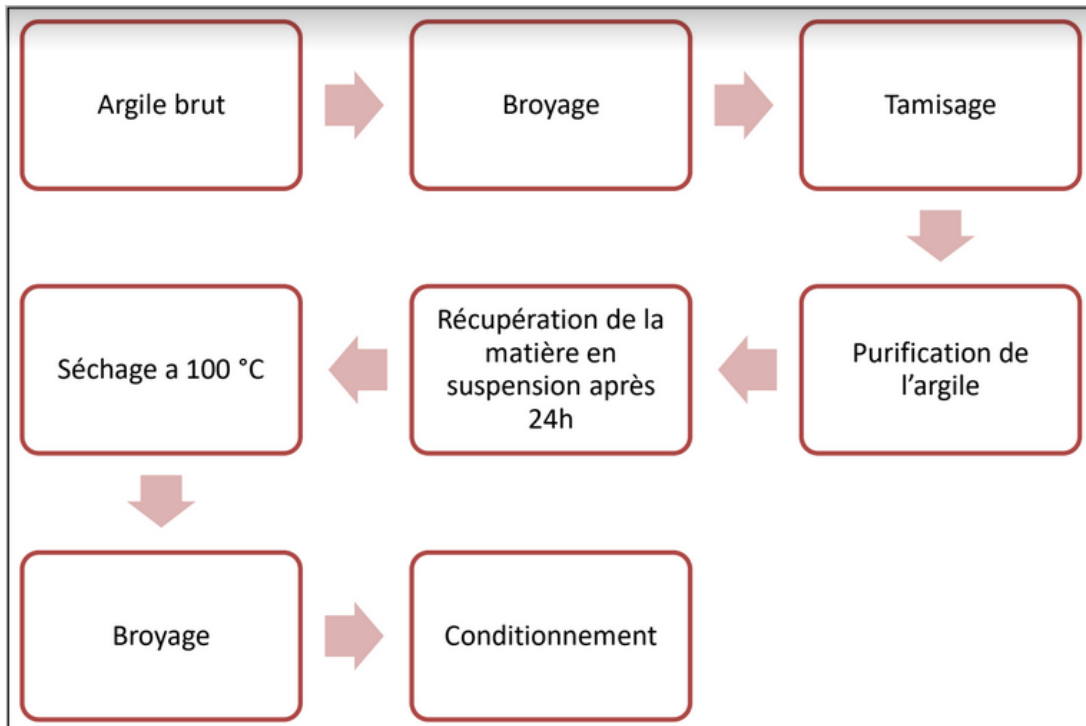 Argile brut
Broyage
Tamisage
Purification de
l’argile
Récupération de la
matière en
suspension après
24h
Séchage a 100 °C
Broyage
Conditionnement